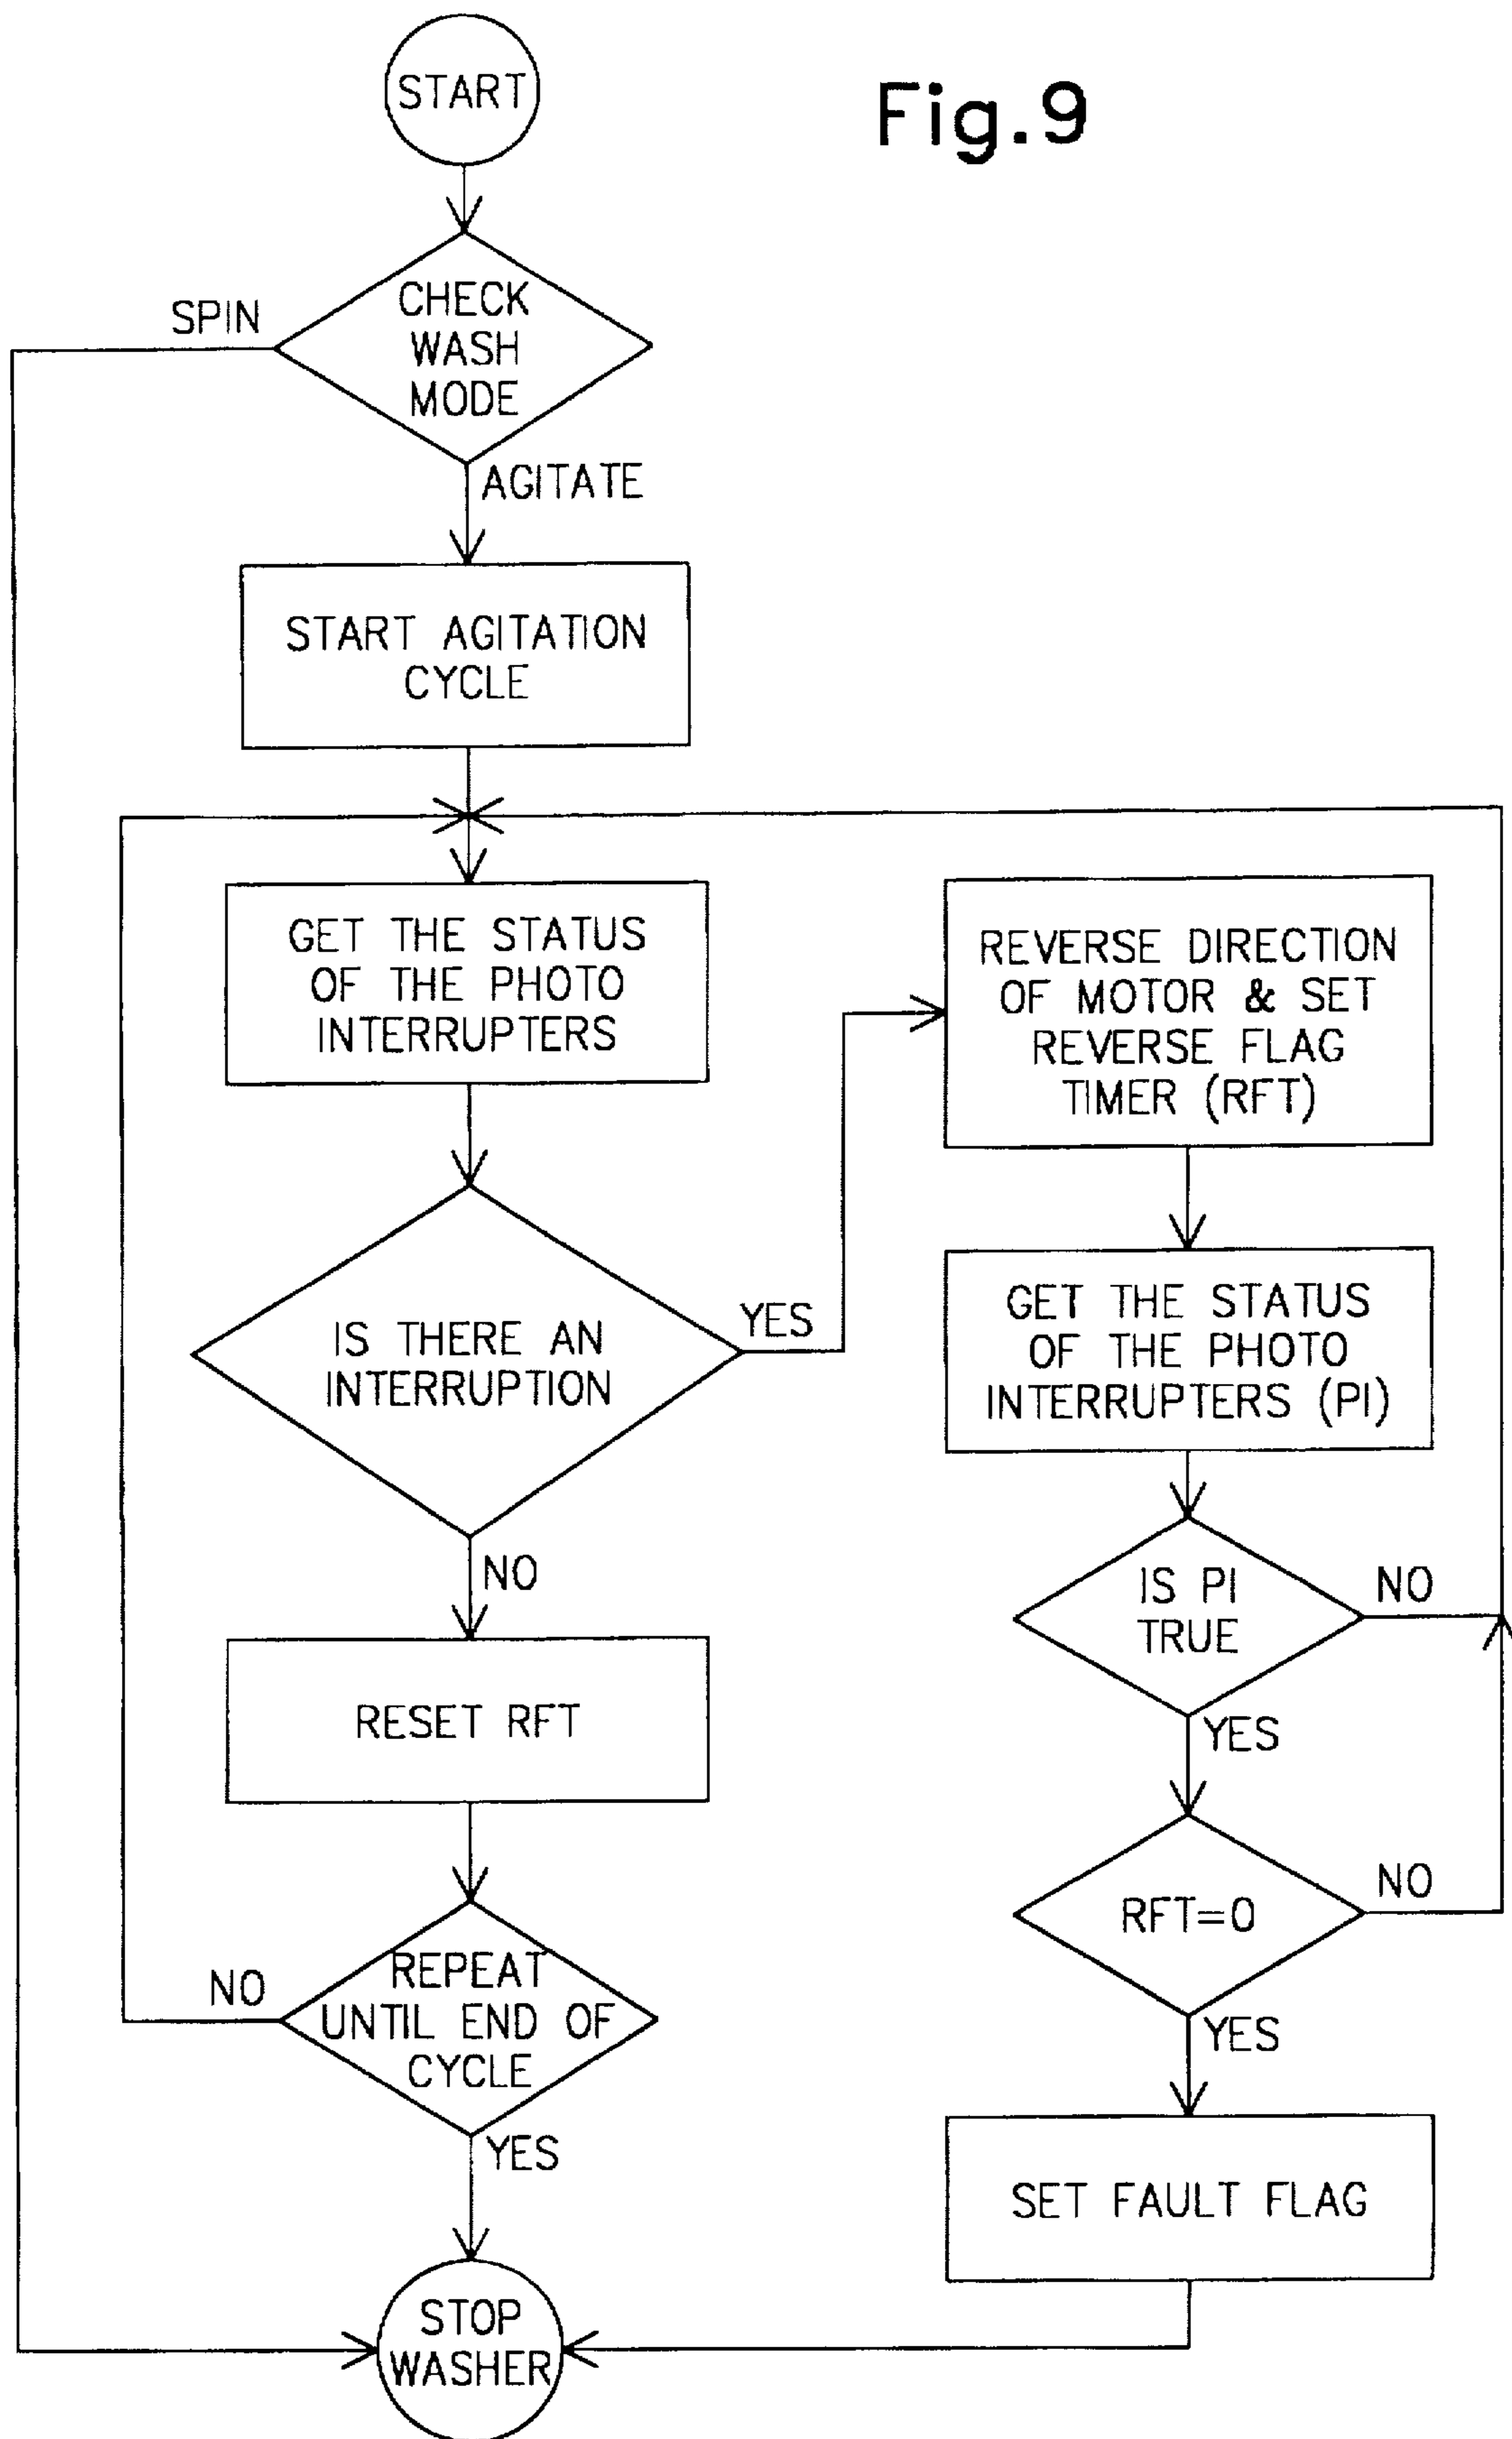 Fig.9
START
CHECK
WASH
MODE
SPIN
AGITATE
START AGITATION
CYCLE
GET THE STATUS
OF THE PHOTO
INTERRUPTERS
IS THERE AN
INTERRUPTION
YES
NO
RESET RFT
REPEAT
UNTIL END OF
CYCLE
NO
YES
STOP
WASHER
REVERSE DIRECTION
OF MOTOR & SET
REVERSE FLAG
TIMER (RFT)
GET THE STATUS
OF THE PHOTO
INTERRUPTERS (PI)
IS PI
TRUE
NO
YES
RFT=0
NO
YES
SET FAULT FLAG